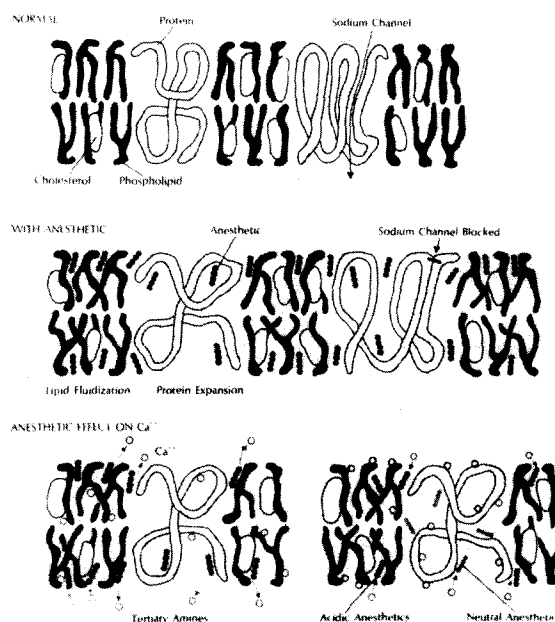 NORMAL
Protein
Sodium Channel
Cholesterol
Phospholipid
WITH ANESTHETIC
Anesthetic
Sodium Channel Blocked
Lipid Fluidization
Protein Expansion
ANESTHETIC EFFECT ON Ca++
Ca++
Tertiary Amines
Acidic Anesthetics
Neutral Anesthetic